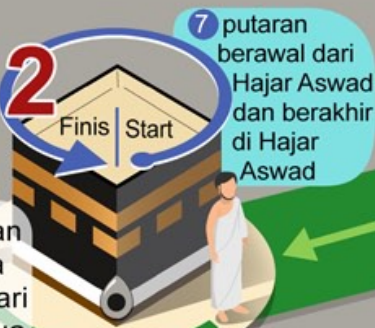 2
7 putaran
berawal dari
Hajar Aswad
dan berakhir
di Hajar
Aswad
Finis Start